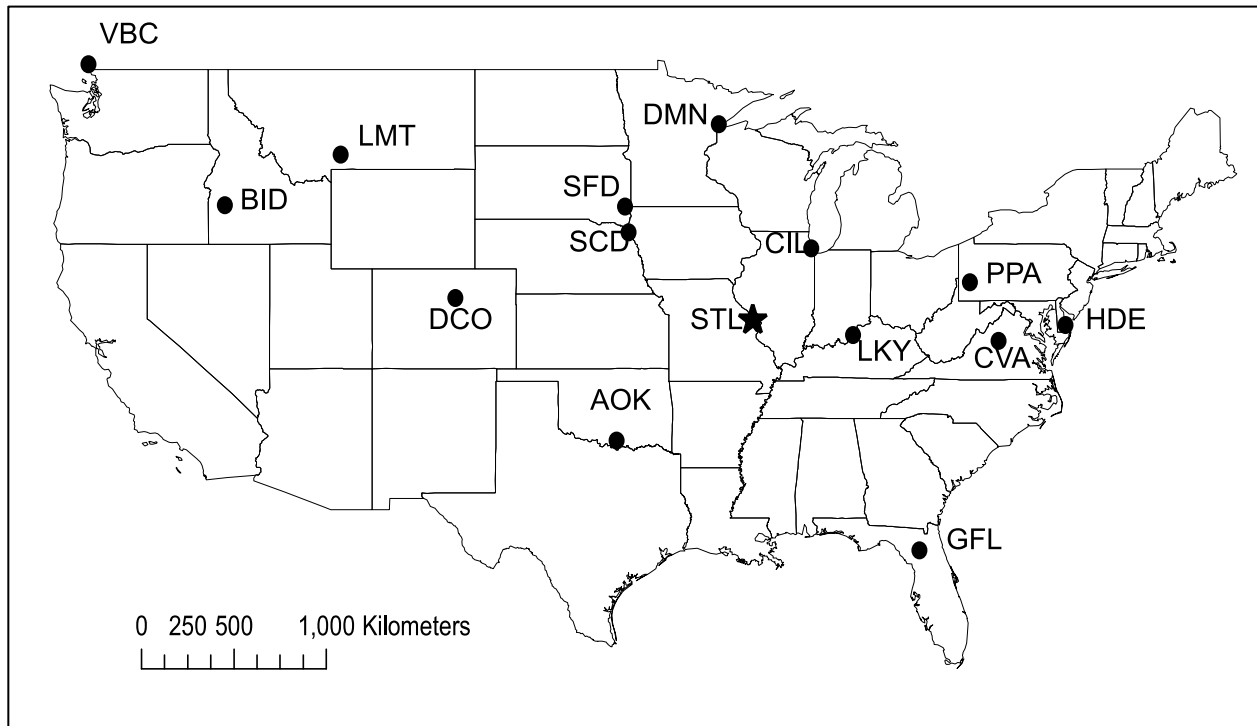 VBC
DMN
LMT
SFD
BID
SCD
CIL
PPA
DCO
STL
HDE
LKY
CVA
AOK
GFL
0 250 500 1,000 Kilometers